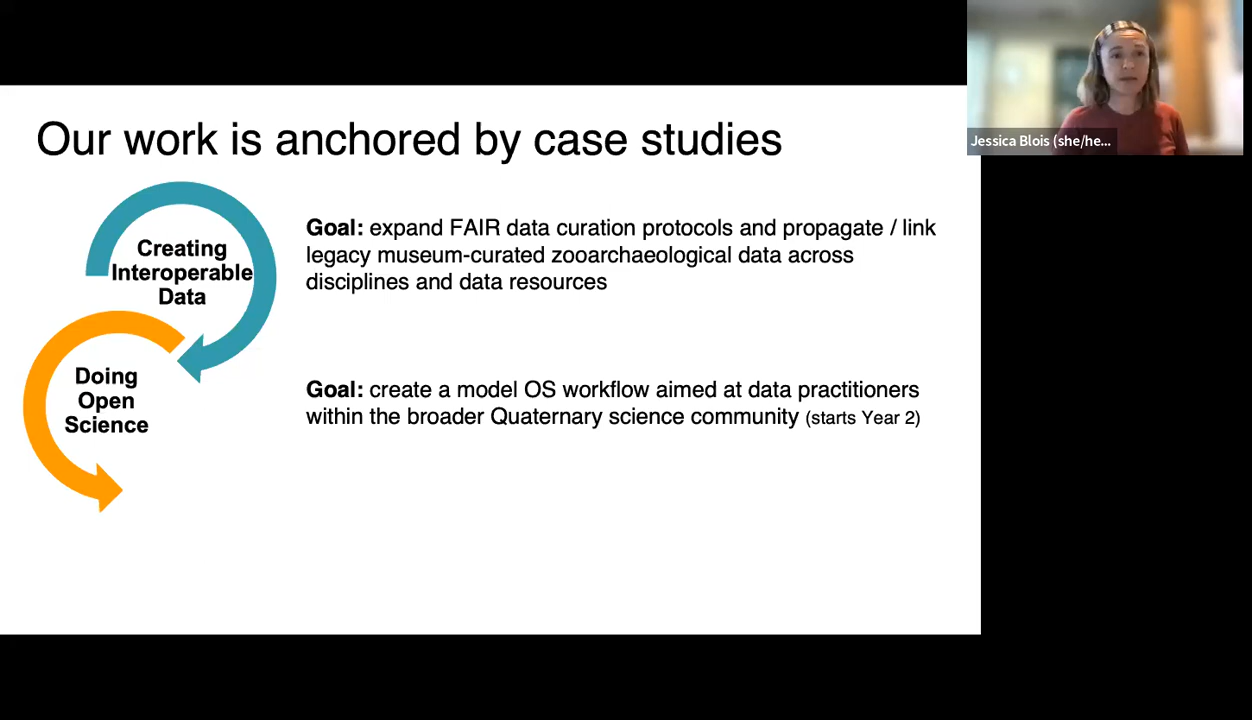 Our work is anchored by case studies
Jessica Blois (she/he...
Creating
Interoperable
Data
Goal: expand FAIR data curation protocols and propagate / link
legacy museum-curated zooarchaeological data across
disciplines and data resources
Doing
Open
Science
Goal: create a model OS workflow aimed at data practitioners
within the broader Quaternary science community (starts Year 2)